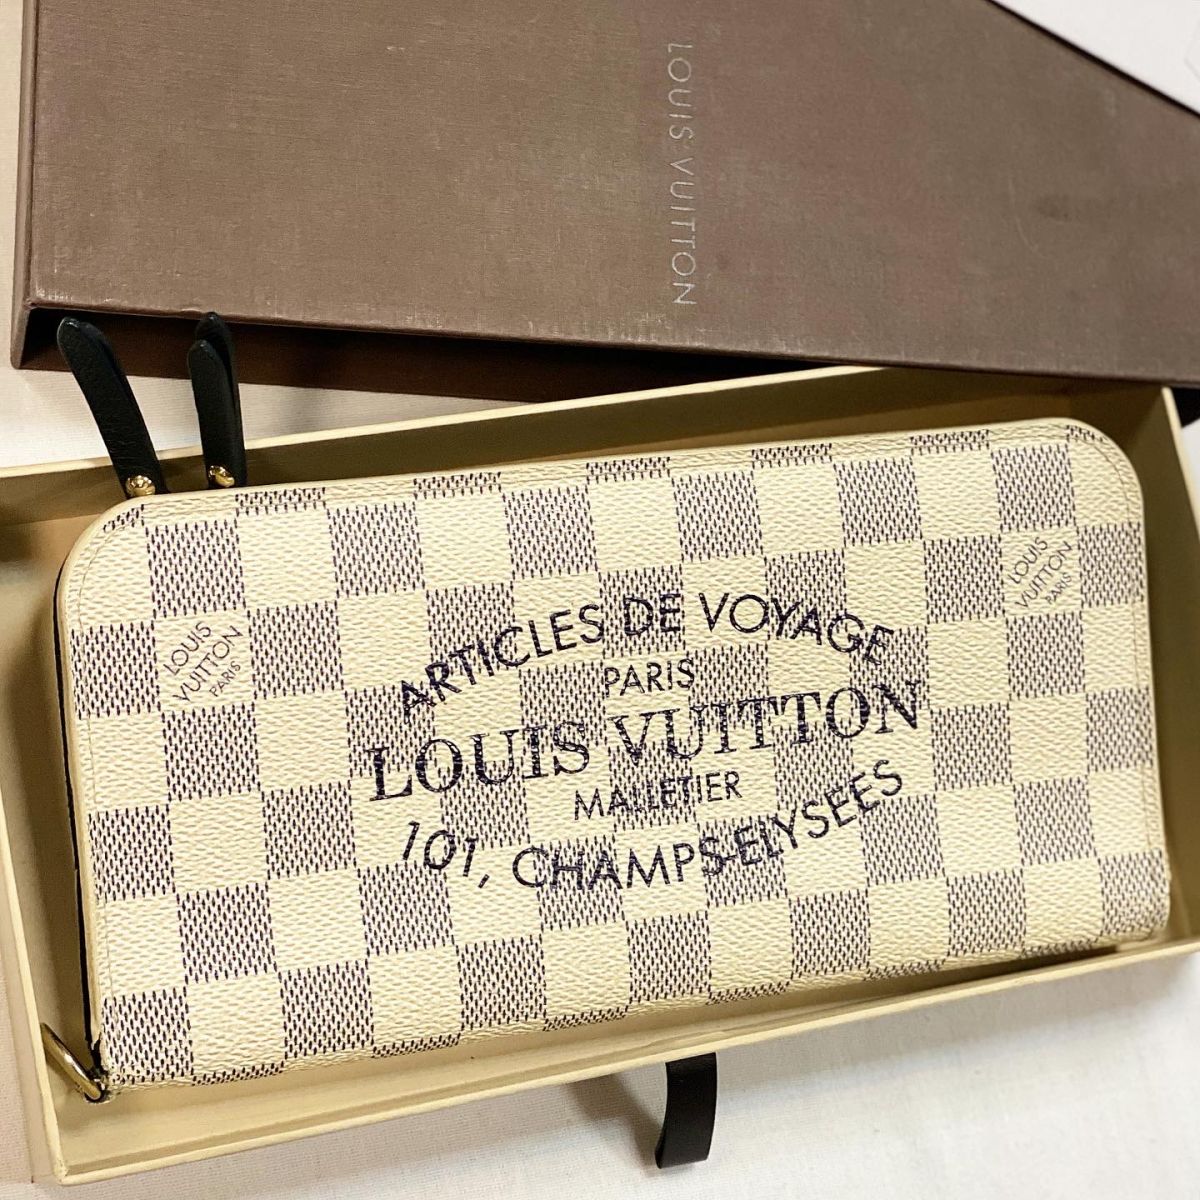 LOUIS VUITTON
LOUIS
VUITTON
PARIS
LOUIS
VUITTON
PARIS
ARTICLES DE VOYAGE
PARIS
LOUIS VUITTON
MALLETIER
101, CHAMPS-ELYSEES